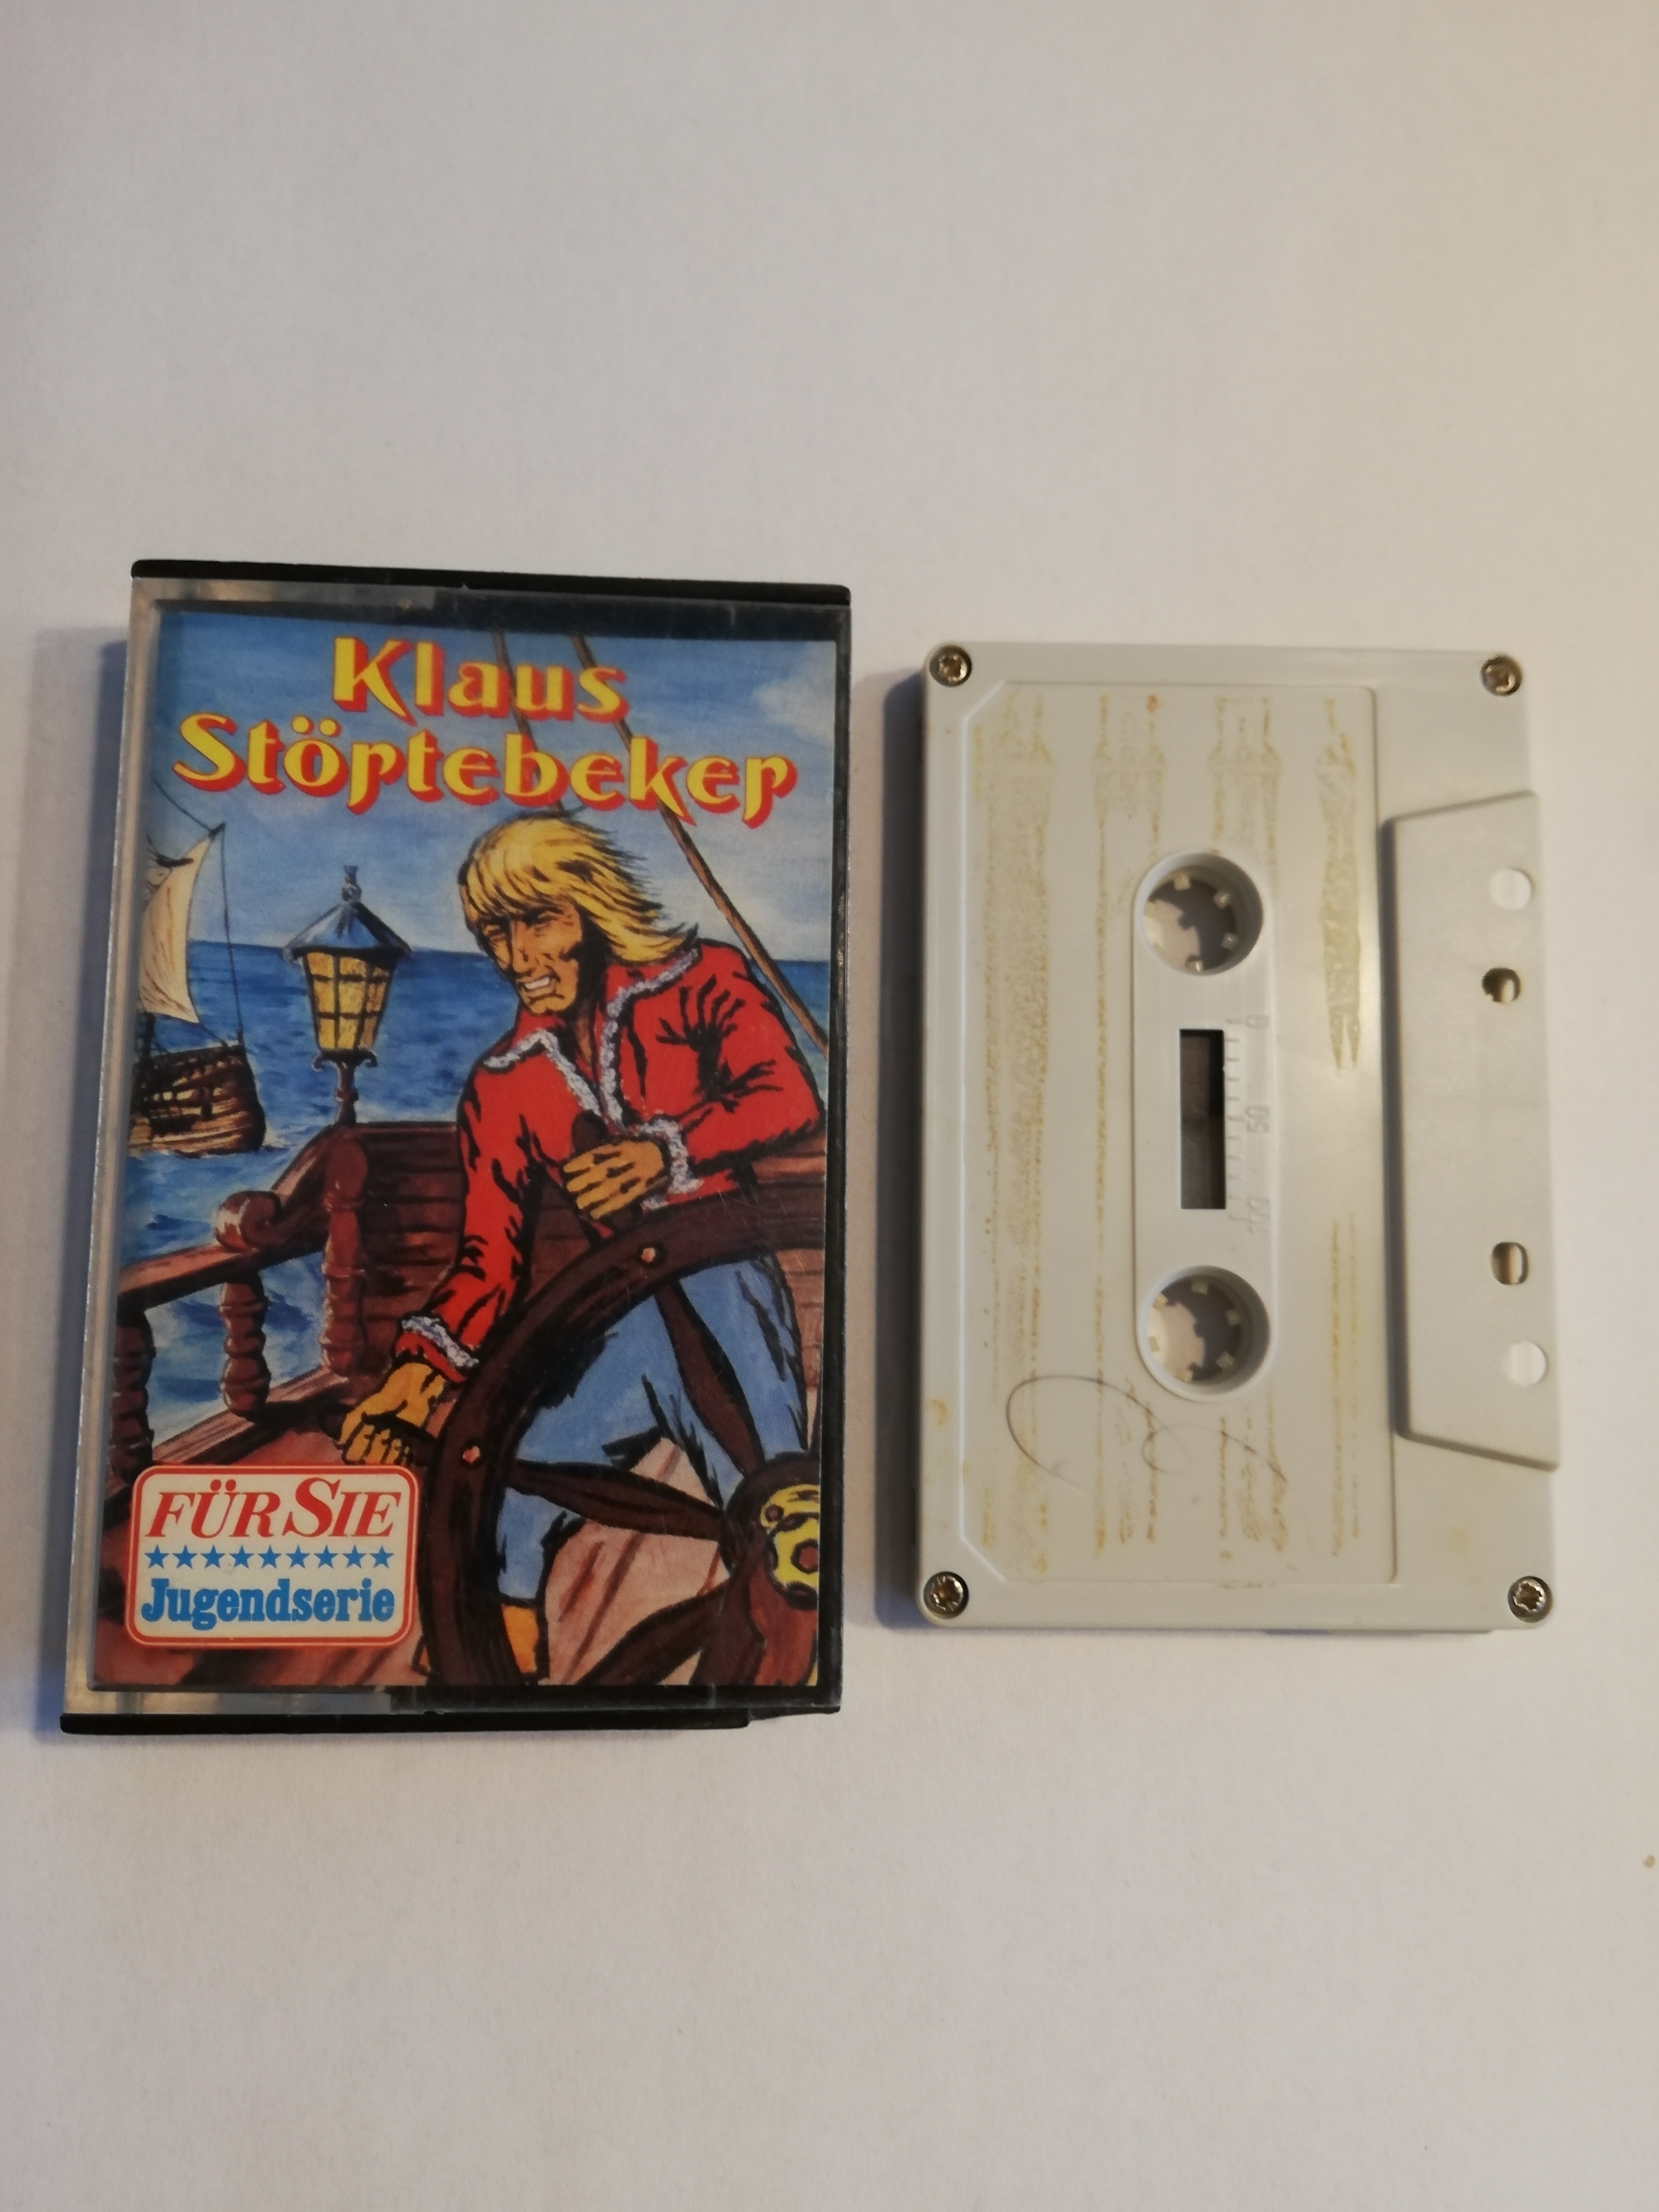 Klaus
Störtebeker
FÜR SIE
Jugendserie
0
50
100